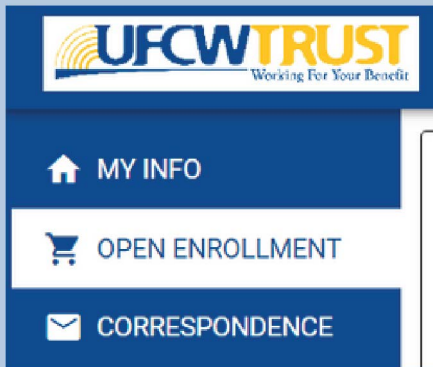 UFCWTRUST
Working For Your Benefit
MY INFO
OPEN ENROLLMENT
CORRESPONDENCE